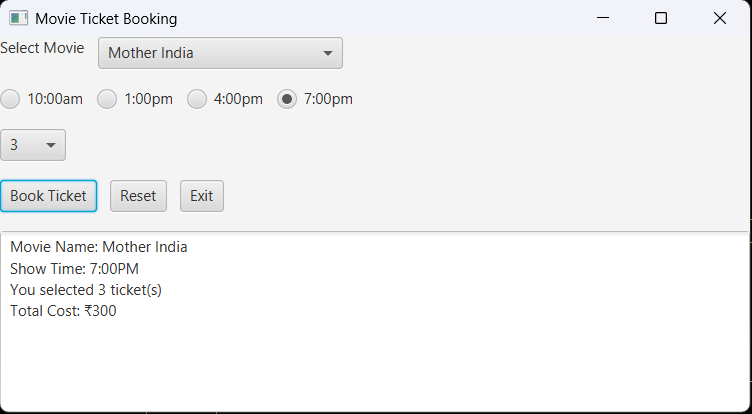 Movie Ticket Booking
Select Movie Mother India
10:00am 1:00pm 4:00pm 7:00pm
3
Book Ticket Reset Exit
Movie Name: Mother India
Show Time: 7:00PM
You selected 3 ticket(s)
Total Cost: ₹300